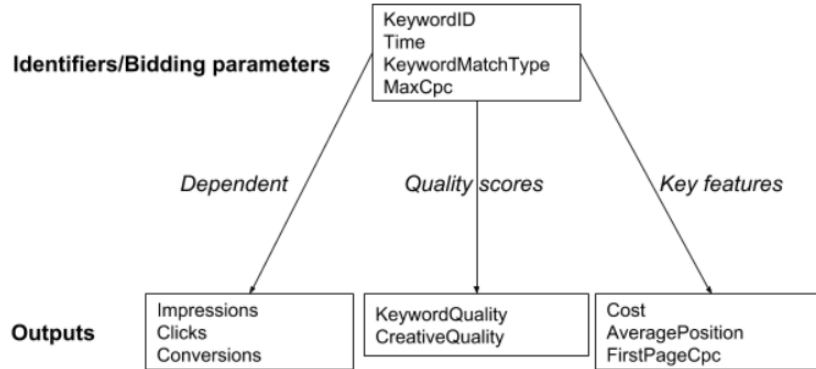 KeywordID
Time
KeywordMatchType
MaxCpc
Identifiers/Bidding parameters
Dependent
Quality scores
Key features
Outputs
Impressions
Clicks
Conversions
KeywordQuality
CreativeQuality
Cost
AveragePosition
FirstPageCpc